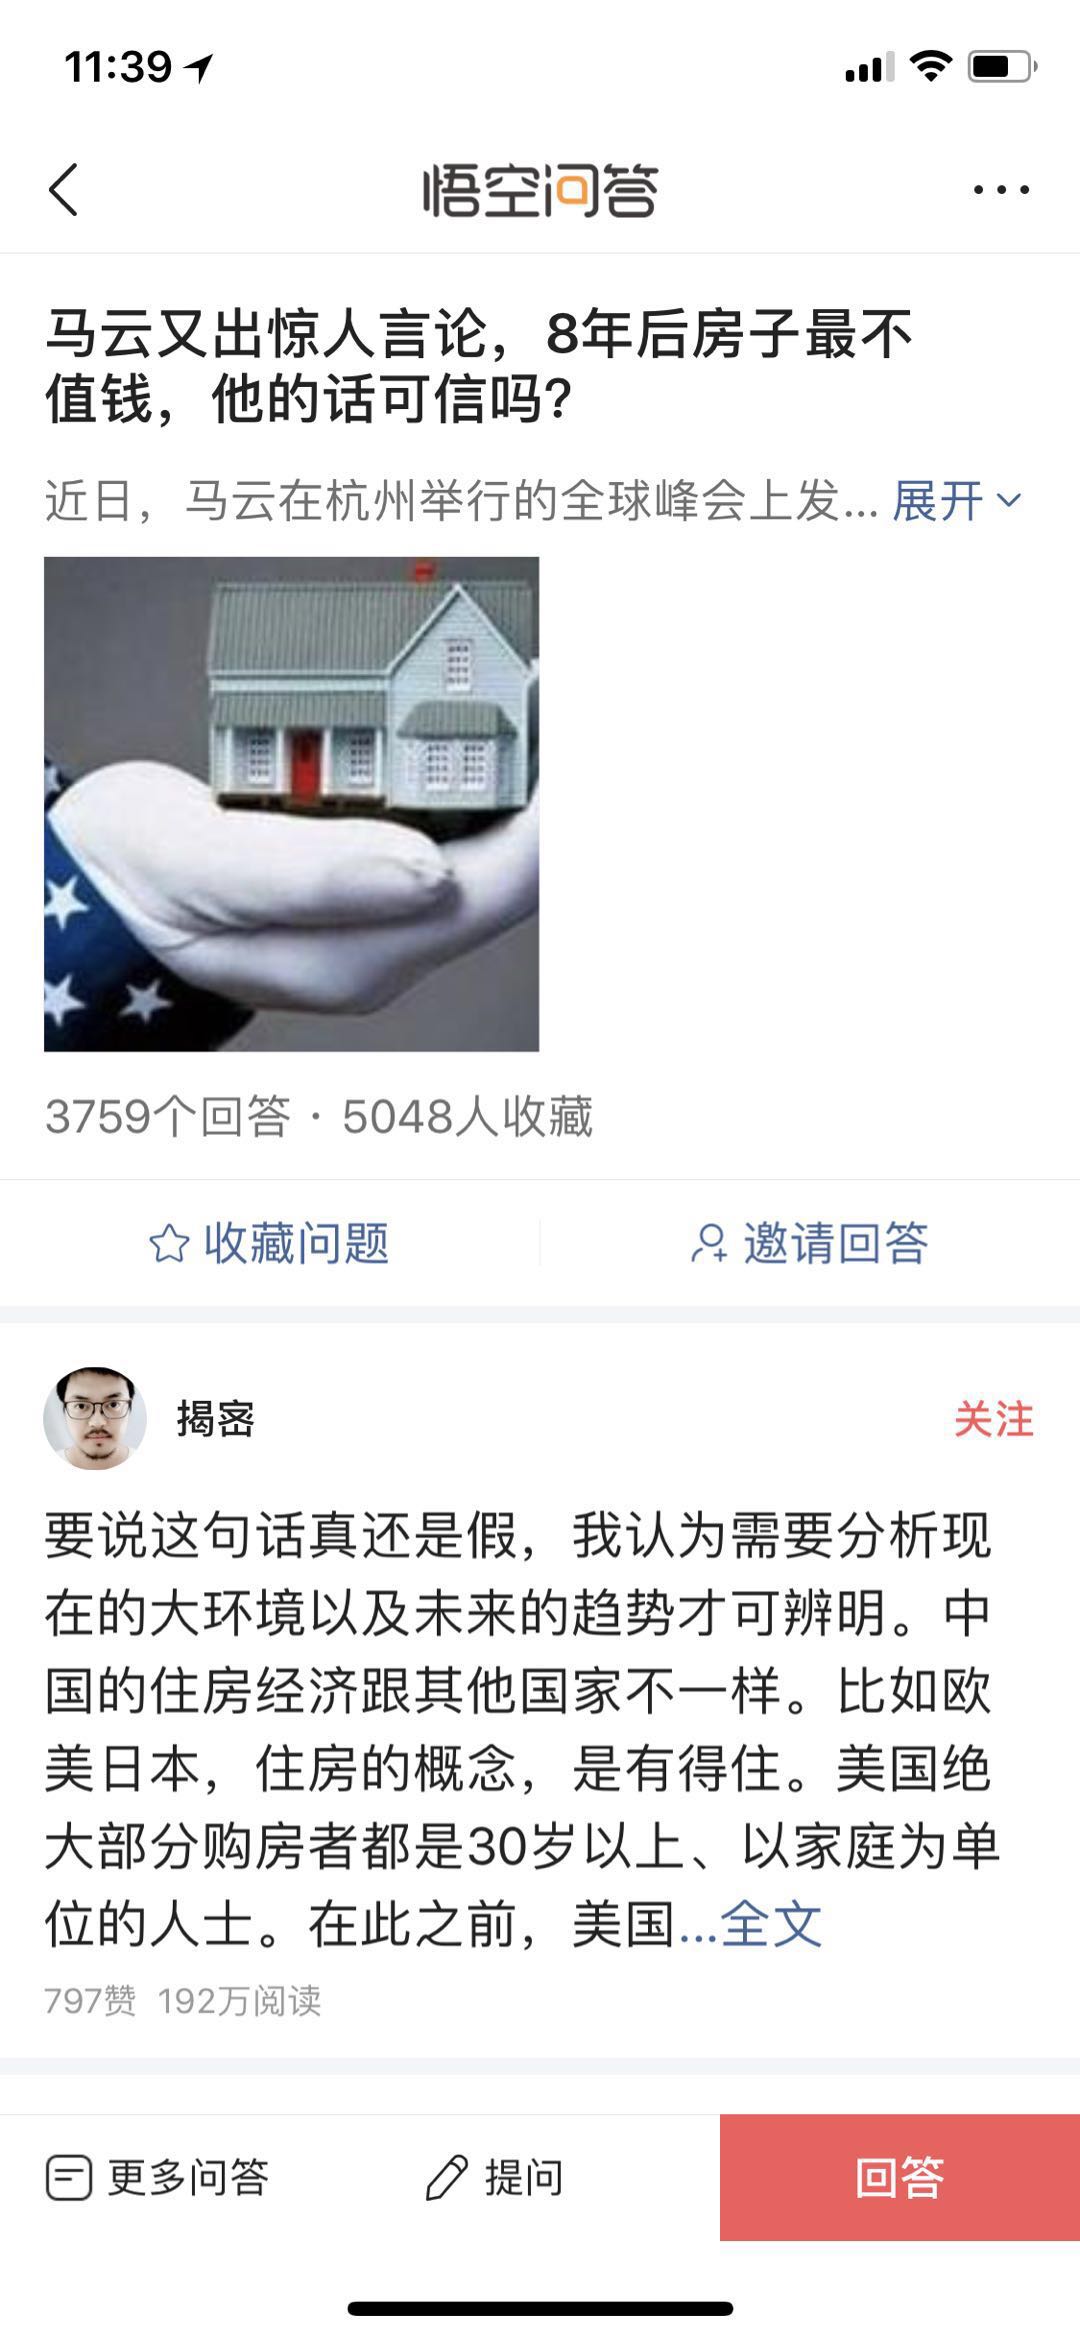 11:39
悟空问答
马云又出惊人言论，8年后房子最不
值钱，他的话可信吗?
近日，马云在杭州举行的全球峰会上发... 展开
3759个回答 · 5048人收藏
收藏问题 邀请回答
揭密 关注
要说这句话真还是假，我认为需要分析现
在的大环境以及未来的趋势才可辨明。中
国的住房经济跟其他国家不一样。比如欧
美日本，住房的概念，是有得住。美国绝
大部分购房者都是30岁以上、以家庭为单
位的人士。在此之前，美国...全文
797赞 192万阅读
更多问答 提问 回答